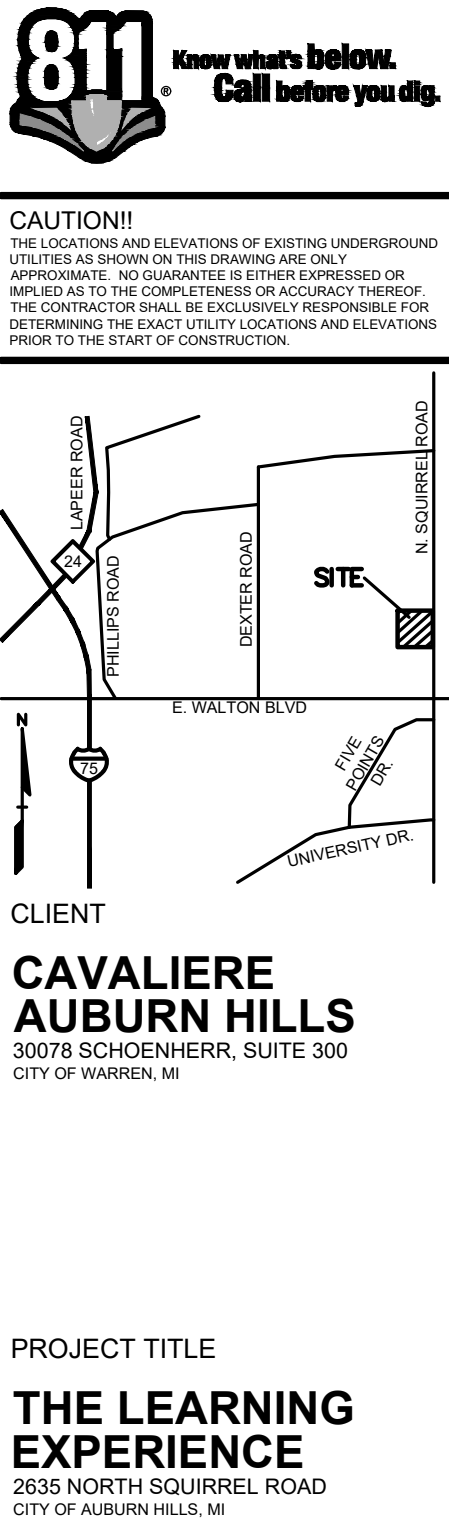 811®
Know what's below.
Call before you dig.
CAUTION!!
THE LOCATIONS AND ELEVATIONS OF EXISTING UNDERGROUND
UTILITIES AS SHOWN ON THIS DRAWING ARE ONLY
APPROXIMATE. NO GUARANTEE IS EITHER EXPRESSED OR
IMPLIED AS TO THE COMPLETENESS OR ACCURACY THEREOF.
THE CONTRACTOR SHALL BE EXCLUSIVELY RESPONSIBLE FOR
DETERMINING THE EXACT UTILITY LOCATIONS AND ELEVATIONS
PRIOR TO THE START OF CONSTRUCTION.
LAPEER ROAD
N. SQUIRREL ROAD
24
PHILLIPS ROAD
DEXTER ROAD
SITE
E. WALTON BLVD
N
75
FIVE
POINTS
DR.
UNIVERSITY DR.
CLIENT
CAVALIERE
AUBURN HILLS
30078 SCHOENHERR, SUITE 300
CITY OF WARREN, MI
PROJECT TITLE
THE LEARNING
EXPERIENCE
2635 NORTH SQUIRREL ROAD
CITY OF AUBURN HILLS, MI